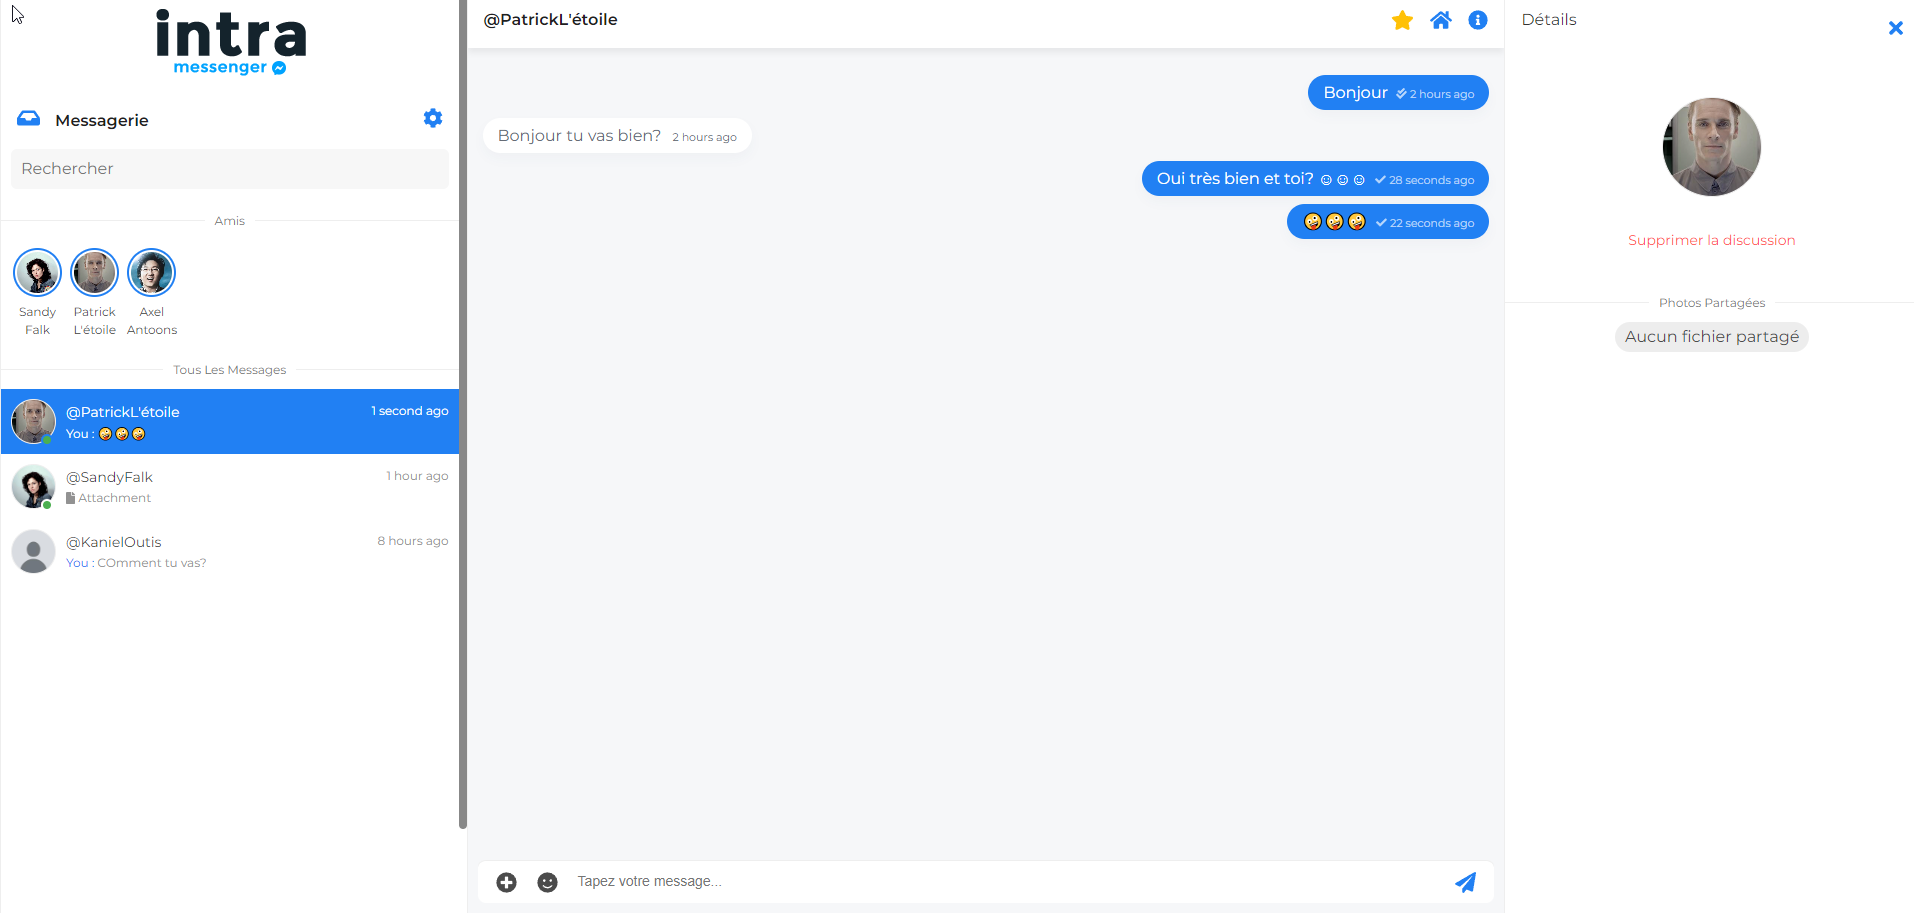 intra
messenger
Messagerie
Rechercher
Amis
Sandy
Falk
Patrick
L'étoile
Axel
Antoons
Tous Les Messages
@PatrickL'étoile 1 second ago
You : 🤪🤪🤪
@SandyFalk 1 hour ago
Attachment
@KanielOutis 8 hours ago
You : COmment tu vas?
@PatrickL'étoile
Bonjour 2 hours ago
Bonjour tu vas bien? 2 hours ago
Oui très bien et toi? ☺☺☺ 28 seconds ago
🤪🤪🤪 22 seconds ago
Tapez votre message...
Détails
Supprimer la discussion
Photos Partagées
Aucun fichier partagé